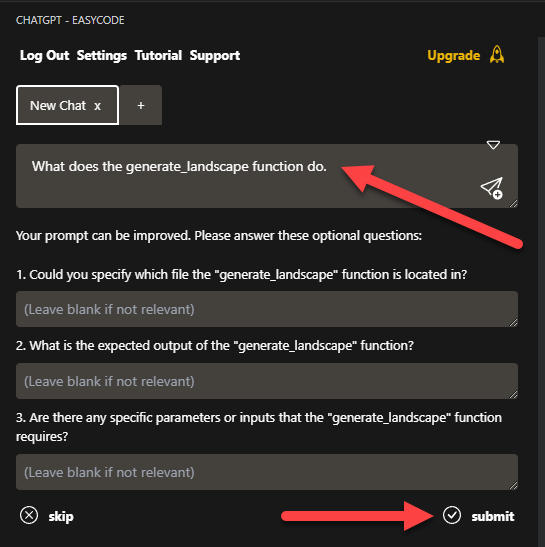 CHATGPT - EASYCODE
Log Out Settings Tutorial Support Upgrade
New Chat x +
What does the generate_landscape function do.
Your prompt can be improved. Please answer these optional questions:
1. Could you specify which file the "generate_landscape" function is located in?
(Leave blank if not relevant)
2. What is the expected output of the "generate_landscape" function?
(Leave blank if not relevant)
3. Are there any specific parameters or inputs that the "generate_landscape" function
requires?
(Leave blank if not relevant)
skip submit